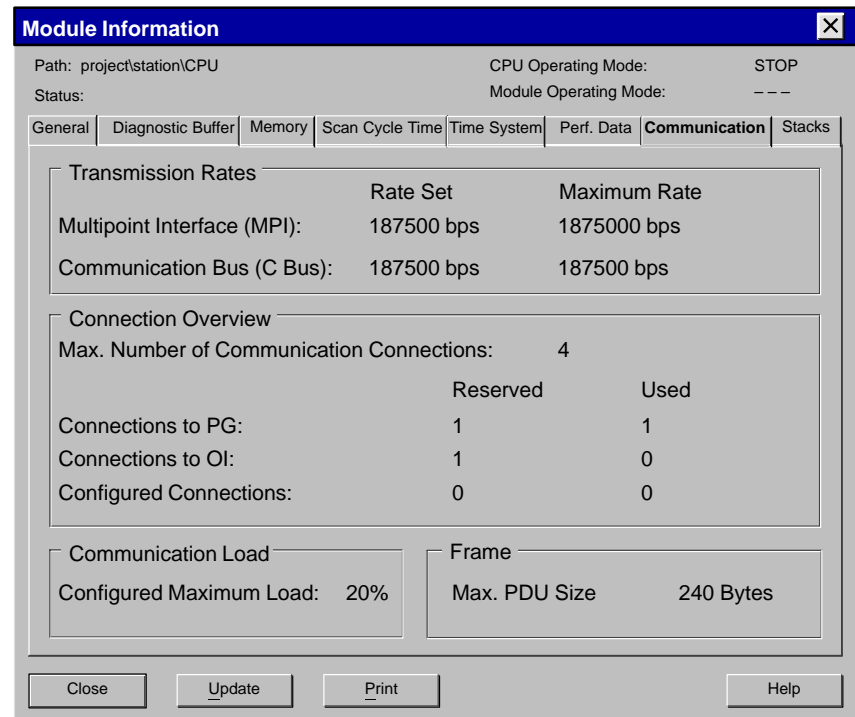 Module Information
Path: project\station\CPU CPU Operating Mode: STOP
Status: Module Operating Mode: – – –
General Diagnostic Buffer Memory Scan Cycle Time Time System Perf. Data Communication Stacks
Transmission Rates
Rate Set Maximum Rate
Multipoint Interface (MPI): 187500 bps 1875000 bps
Communication Bus (C Bus): 187500 bps 187500 bps
Connection Overview
Max. Number of Communication Connections: 4
Reserved Used
Connections to PG: 1 1
Connections to OI: 1 0
Configured Connections: 0 0
Communication Load Frame
Configured Maximum Load: 20% Max. PDU Size 240 Bytes
Close Update Print Help